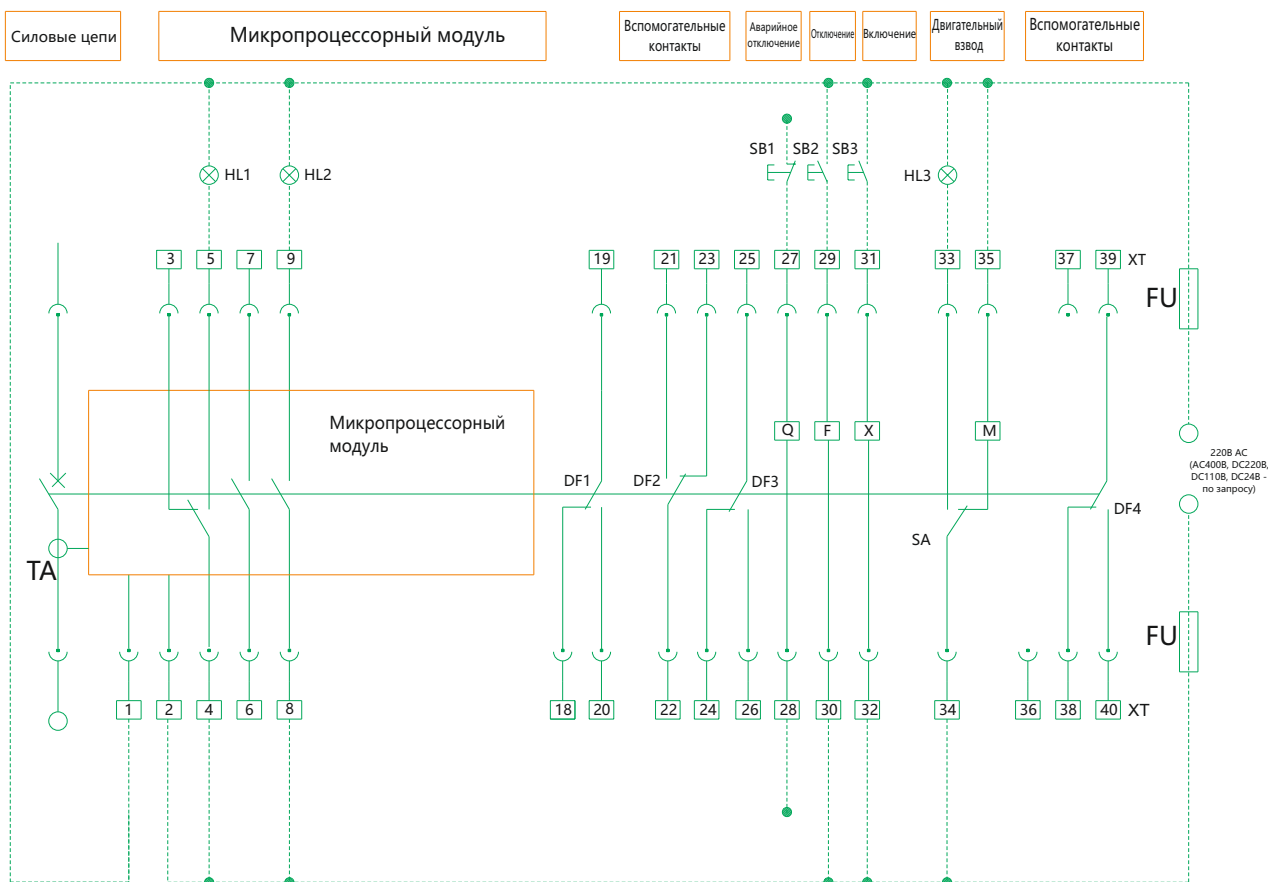 Силовые цепи
Микропроцессорный модуль
Вспомогательные
контакты
Аварийное
отключение
Отключение
Включение
Двигательный
взвод
Вспомогательные
контакты
SB1 SB2 SB3
HL1 HL2 HL3
3 5 7 9 19 21 23 25 27 29 31 33 35 37 39 XT
FU
Микропроцессорный
модуль
Q F X M
220В AC
(AC400В, DC220В,
DC110В, DC24В -
по запросу)
DF1 DF2 DF3
DF4
SA
TA
FU
1 2 4 6 8 18 20 22 24 26 28 30 32 34 36 38 40 XT